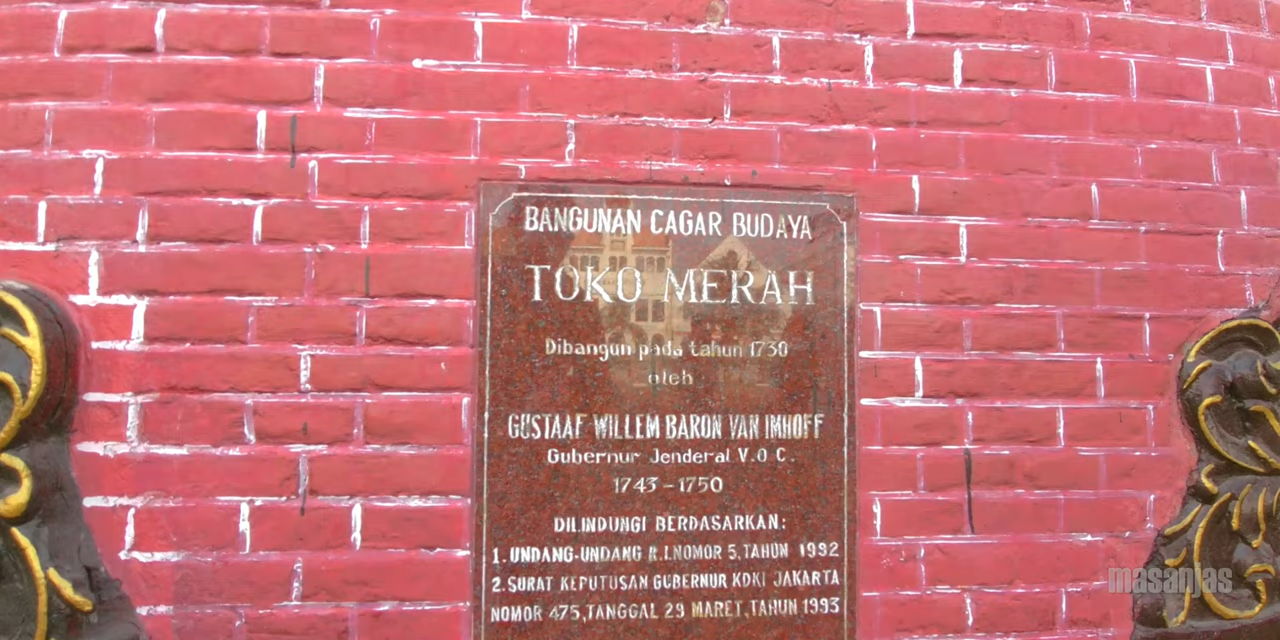 BANGUNAN CAGAR BUDAYA
TOKO MERAH
Dibangun pada tahun 1730
oleh
GUSTAAF WILLEM BARON VAN IMHOFF
Gubernur Jenderal V.O C.
1743 - 1750
DILINDUNGI BERDASARKAN:
1. UNDANG-UNDANG R.I.NOMOR 5, TAHUN 1992
2. SURAT KEPUTUSAN GUBERNUR KDKI JAKARTA
NOMOR 475, TANGGAL 29 MARET, TAHUN 1993
masanjas